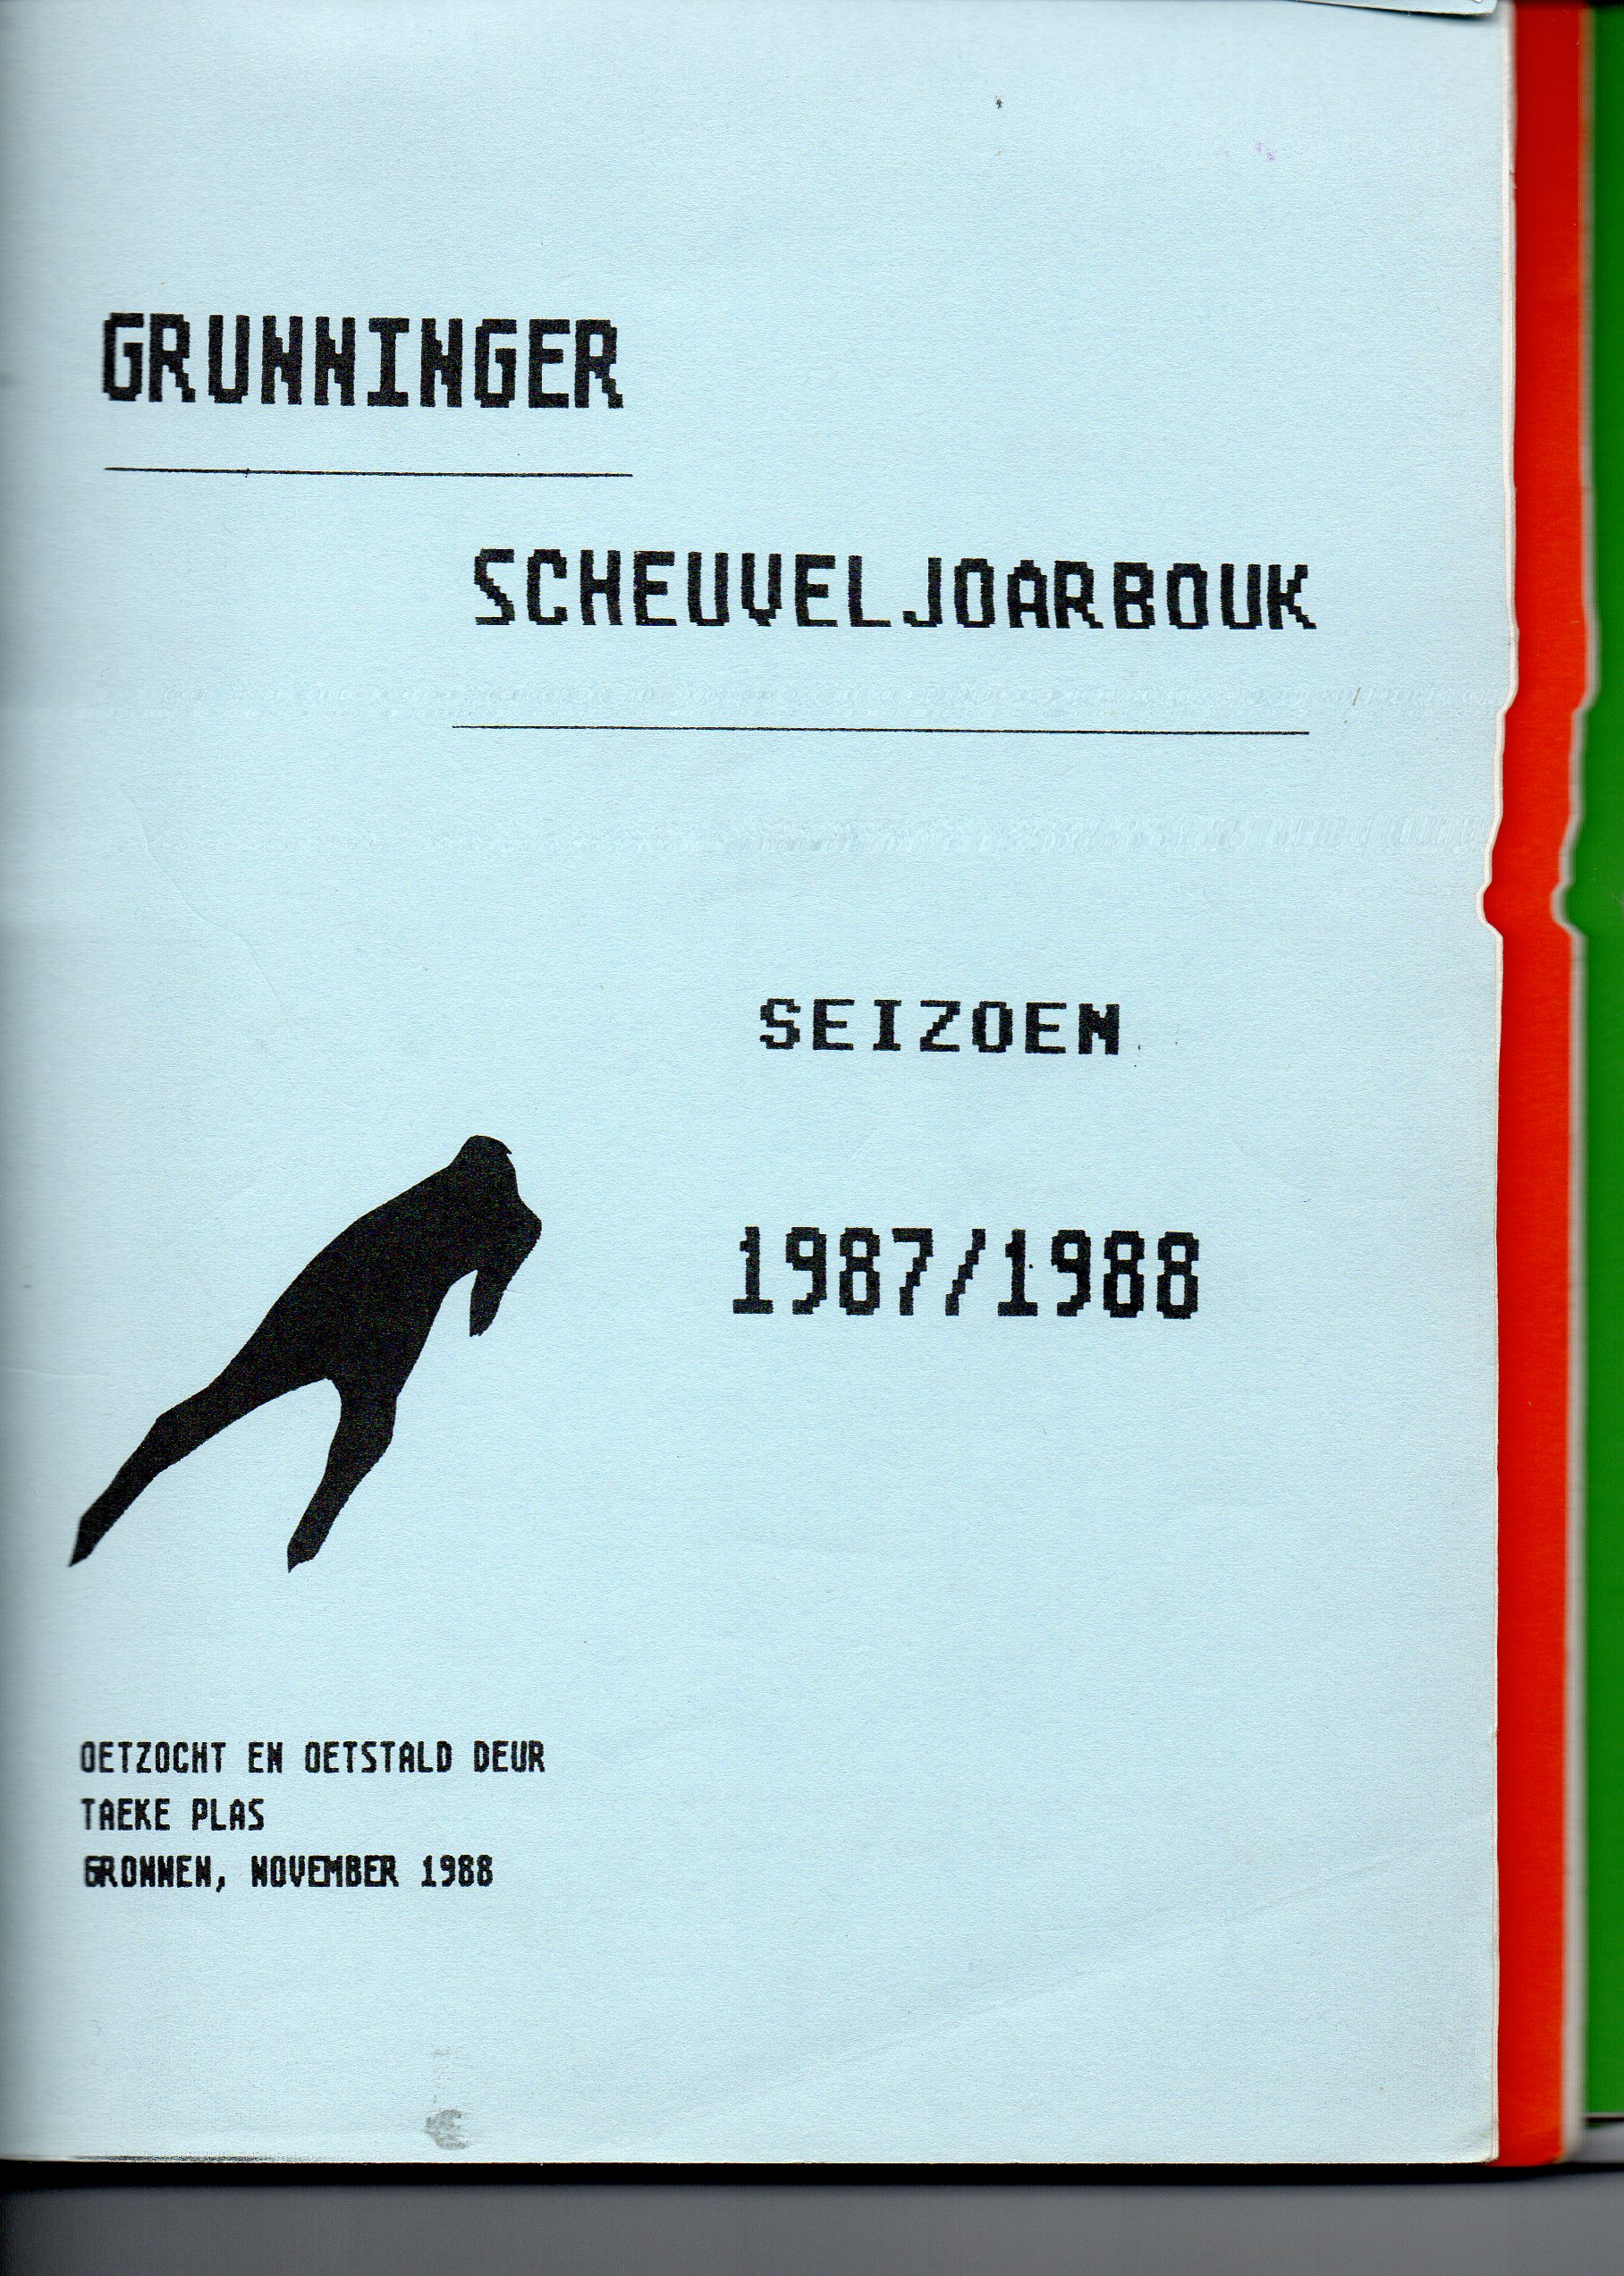 GRUNNINGER
SCHEUVELJOARBOUK
SEIZOEN
1987/1988
OETZOCHT EN OETSTALD DEUR
TAEKE PLAS
GRONNEN, NOVEMBER 1988